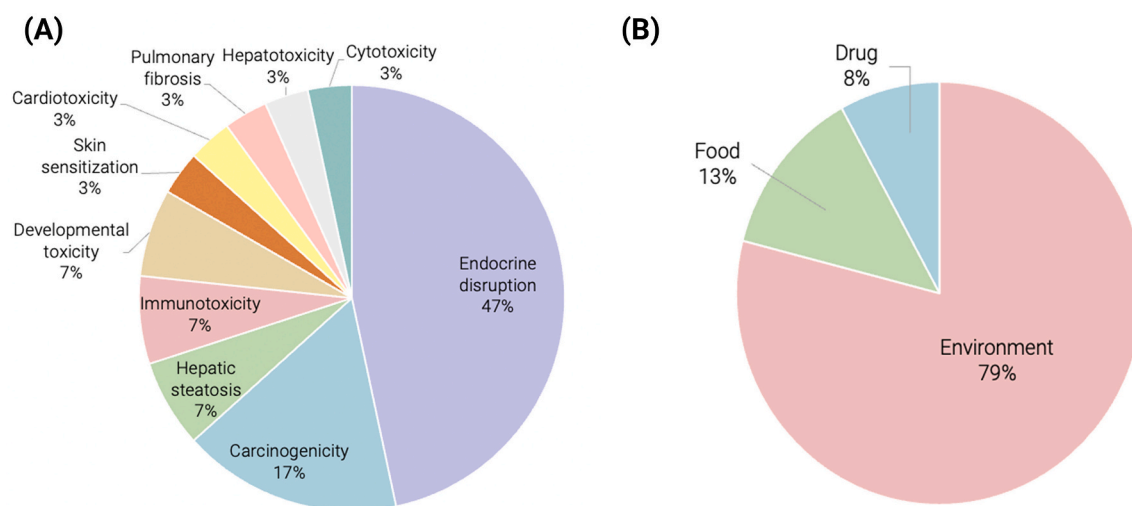 (A)
Cytotoxicity
3%
Hepatotoxicity
3%
Pulmonary
fibrosis
3%
Cardiotoxicity
3%
Skin
sensitization
3%
Developmental
toxicity
7%
Immunotoxicity
7%
Hepatic
steatosis
7%
Carcinogenicity
17%
Endocrine
disruption
47%
(B)
Drug
8%
Food
13%
Environment
79%